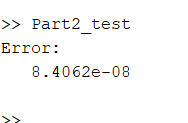 >> Part2_test
Error:
8.4062e-08
>>